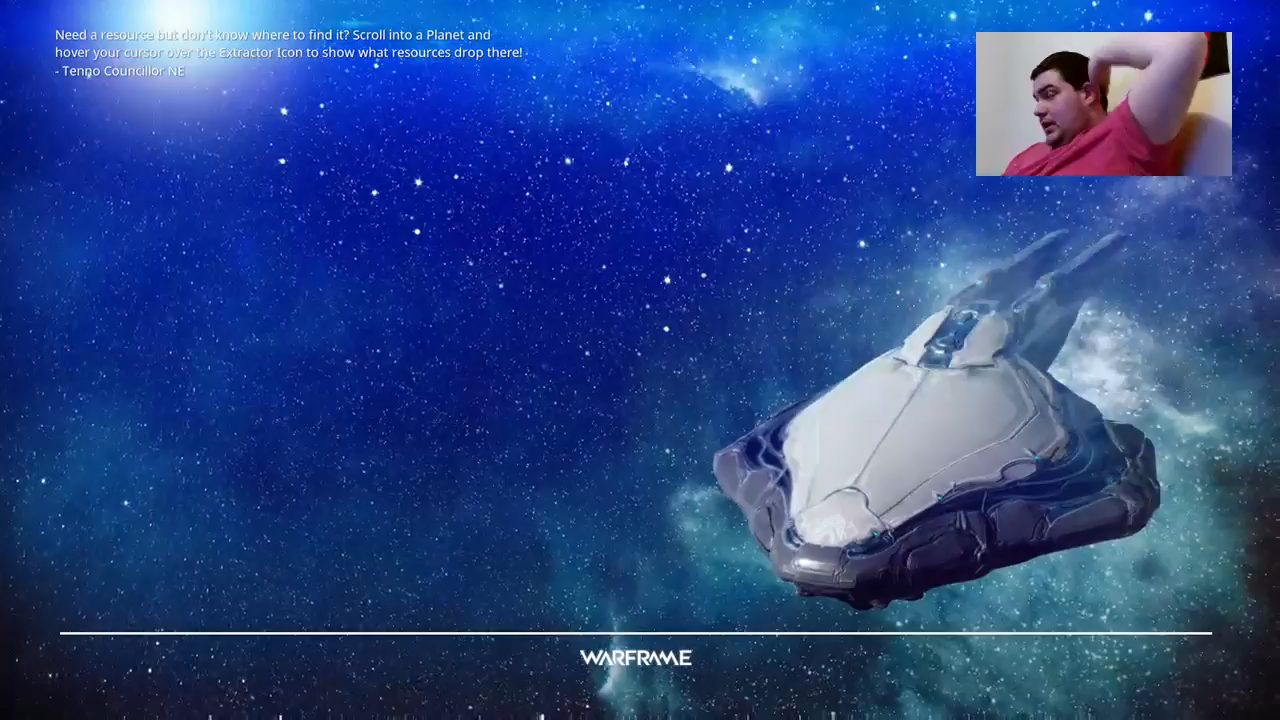 Need a resource but don't know where to find it? Scroll into a Planet and
hover your cursor over the Extractor Icon to show what resources drop there!
- Tenno Councillor NE
WARFRAME